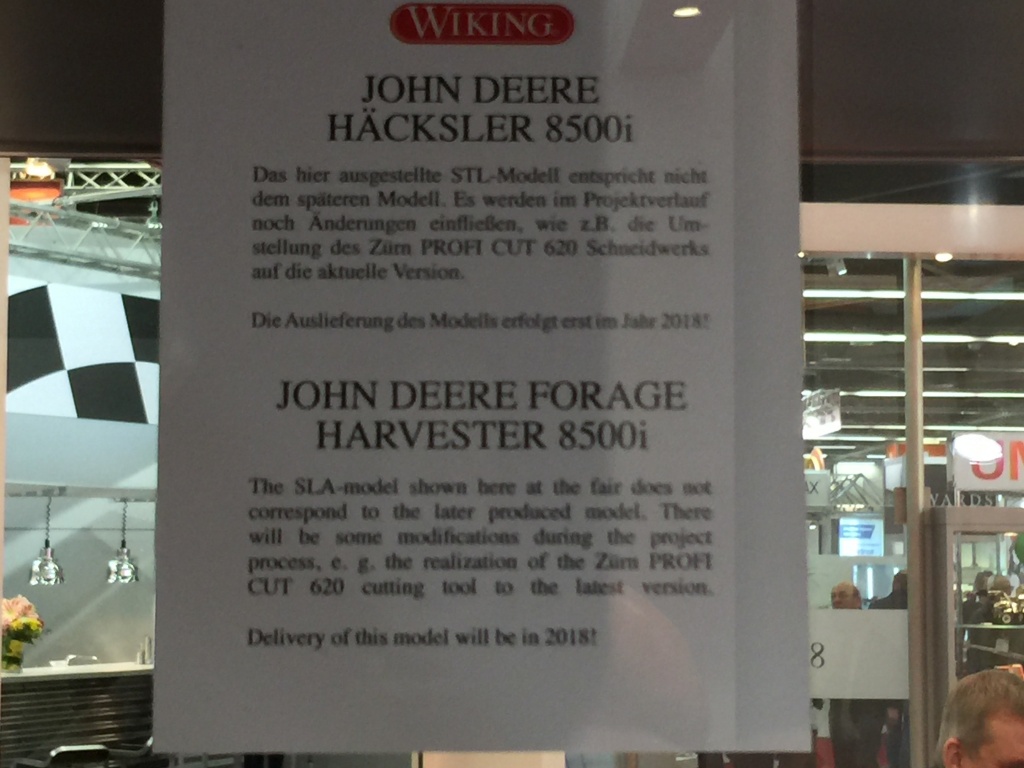 WIKING
JOHN DEERE
HÄCKSLER 8500i
Das hier ausgestellte STL-Modell entspricht nicht
dem späteren Modell. Es werden im Projektverlauf
noch Änderungen einfließen, wie z.B. die Um-
stellung des Zürn PROFI CUT 620 Schneidwerks
auf die aktuelle Version.
Die Auslieferung des Modells erfolgt erst im Jahr 2018!
JOHN DEERE FORAGE
HARVESTER 8500i
The SLA-model shown here at the fair does not
correspond to the later produced model. There
will be some modifications during the project
process, e. g. the realization of the Zürn PROFI
CUT 620 cutting tool to the latest version.
Delivery of this model will be in 2018!
UN
YARDS
8